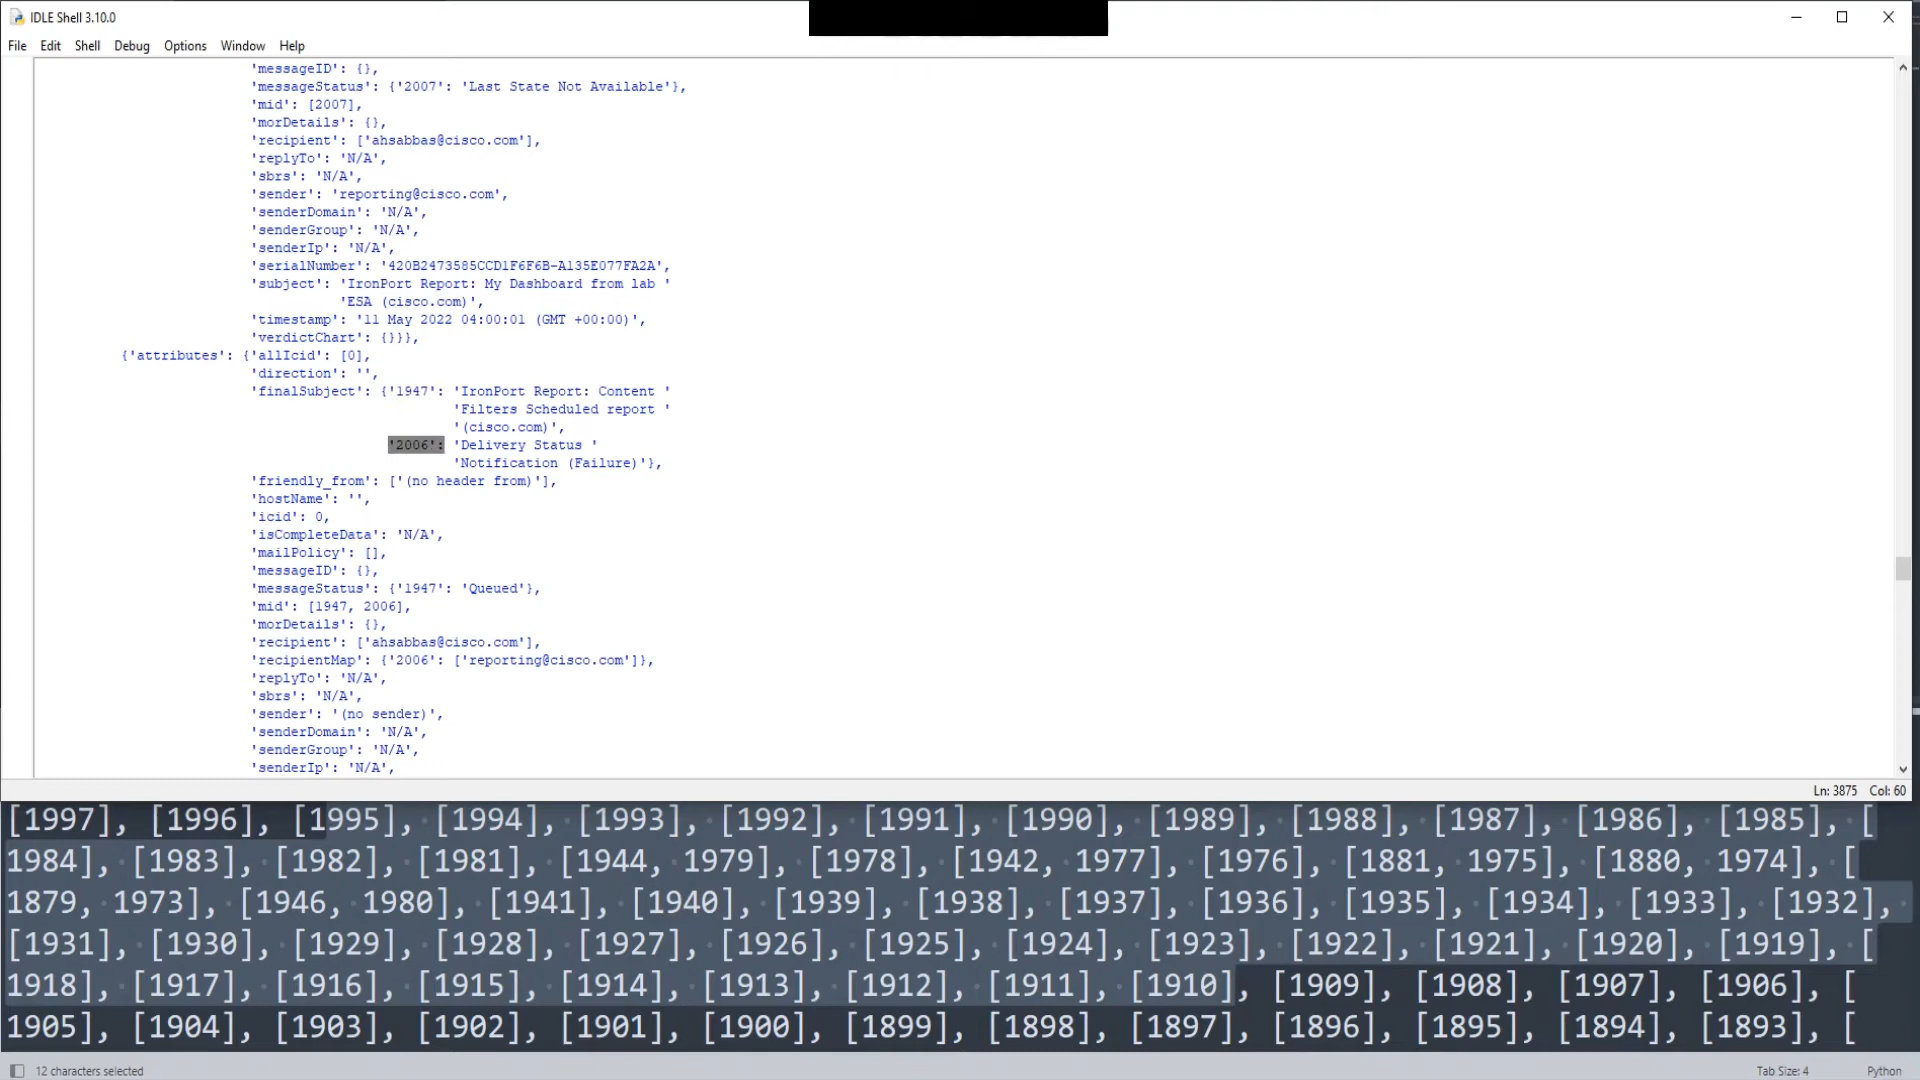 IDLE Shell 3.10.0
File Edit Shell Debug Options Window Help
'messageID': {},
'messageStatus': {'2007': 'Last State Not Available'},
'mid': [2007],
'morDetails': {},
'recipient': ['ahsabbas@cisco.com'],
'replyTo': 'N/A',
'sbrs': 'N/A',
'sender': 'reporting@cisco.com',
'senderDomain': 'N/A',
'senderGroup': 'N/A',
'senderIp': 'N/A',
'serialNumber': '420B2473585CCD1F6F6B-A135E077FA2A',
'subject': 'IronPort Report: My Dashboard from lab '
'ESA (cisco.com)',
'timestamp': '11 May 2022 04:00:01 (GMT +00:00)',
'verdictChart': {}}},
{'attributes': {'allIcid': [0],
'direction': '',
'finalSubject': {'1947': 'IronPort Report: Content '
'Filters Scheduled report '
'(cisco.com)',
'2006': 'Delivery Status '
'Notification (Failure)'},
'friendly_from': ['(no header from)'],
'hostName': '',
'icid': 0,
'isCompleteData': 'N/A',
'mailPolicy': [],
'messageID': {},
'messageStatus': {'1947': 'Queued'},
'mid': [1947, 2006],
'morDetails': {},
'recipient': ['ahsabbas@cisco.com'],
'recipientMap': {'2006': ['reporting@cisco.com']},
'replyTo': 'N/A',
'sbrs': 'N/A',
'sender': '(no sender)',
'senderDomain': 'N/A',
'senderGroup': 'N/A',
'senderIp': 'N/A',
Ln: 3875 Col: 60
[1997], [1996], [1995], [1994], [1993], [1992], [1991], [1990], [1989], [1988], [1987], [1986], [1985], [
1984], [1983], [1982], [1981], [1944, 1979], [1978], [1942, 1977], [1976], [1881, 1975], [1880, 1974], [
1879, 1973], [1946, 1980], [1941], [1940], [1939], [1938], [1937], [1936], [1935], [1934], [1933], [1932],
[1931], [1930], [1929], [1928], [1927], [1926], [1925], [1924], [1923], [1922], [1921], [1920], [1919], [
1918], [1917], [1916], [1915], [1914], [1913], [1912], [1911], [1910], [1909], [1908], [1907], [1906], [
1905], [1904], [1903], [1902], [1901], [1900], [1899], [1898], [1897], [1896], [1895], [1894], [1893], [
12 characters selected Tab Size: 4 Python